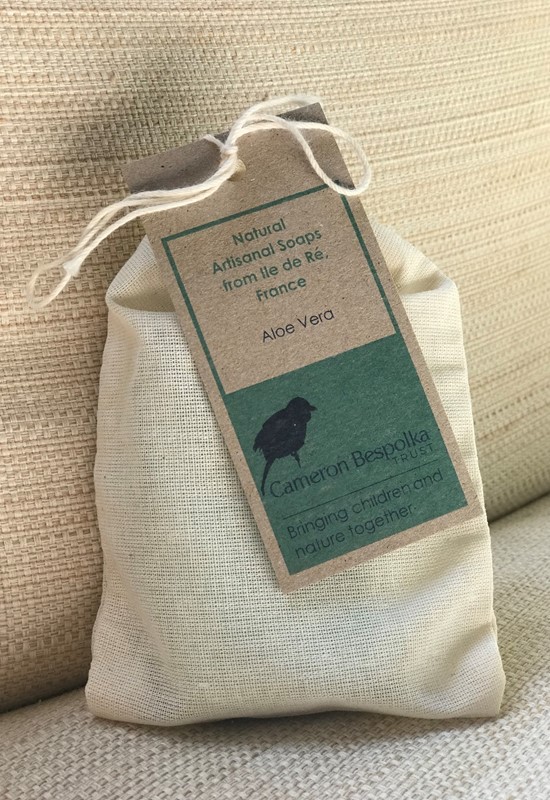 Natural
Artisanal Soaps
from Ile de Ré,
France
Aloe Vera
Cameron Bespolka
TRUST
Bringing children and
nature together